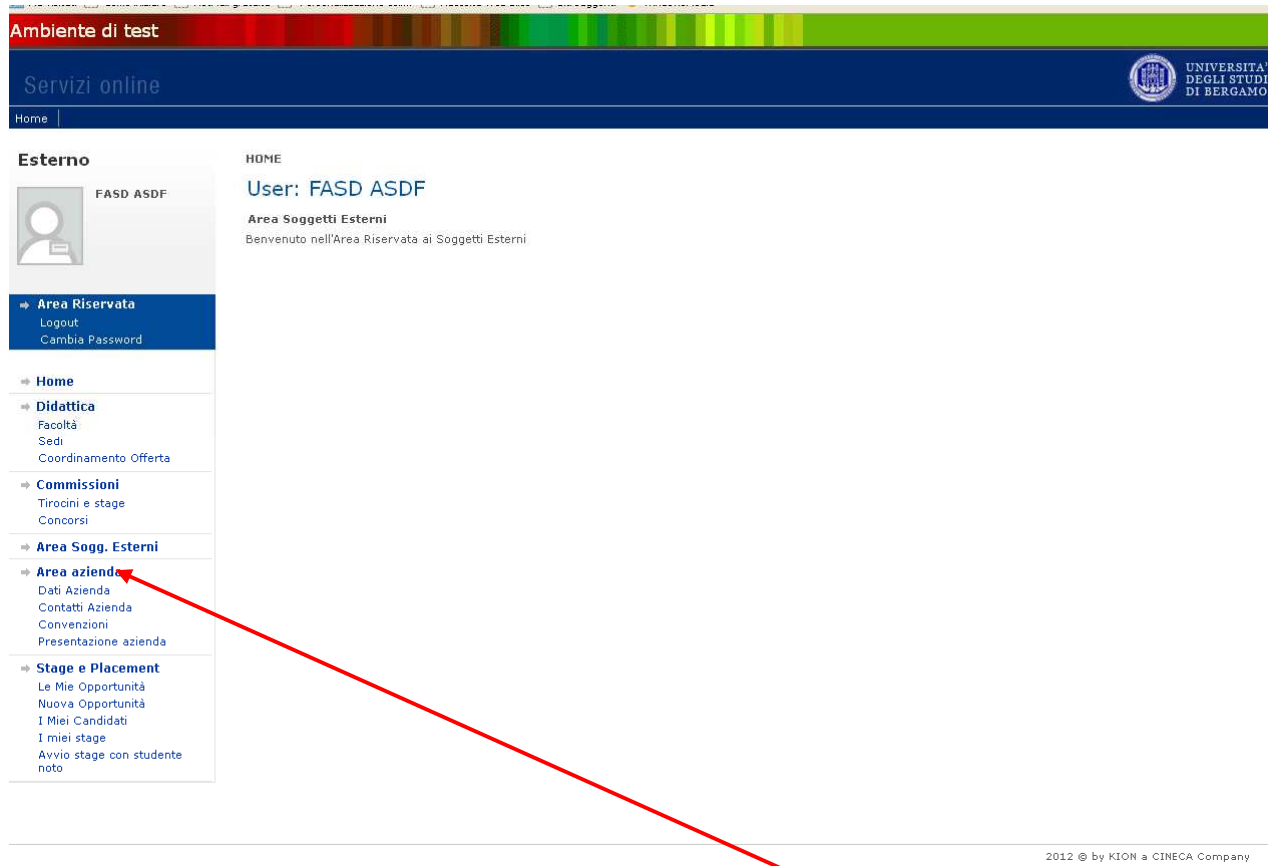 Ambiente di test
Servizi online
UNIVERSITA'
DEGLI STUDI
DI BERGAMO
Home
Esterno
FASD ASDF
Area Riservata
Logout
Cambia Password
Home
Didattica
Facoltà
Sedi
Coordinamento Offerta
Commissioni
Tirocini e stage
Concorsi
Area Sogg. Esterni
Area azienda
Dati Azienda
Contatti Azienda
Convenzioni
Presentazione azienda
Stage e Placement
Le Mie Opportunità
Nuova Opportunità
I Miei Candidati
I miei stage
Avvio stage con studente
noto
HOME
User: FASD ASDF
Area Soggetti Esterni
Benvenuto nell'Area Riservata ai Soggetti Esterni
2012 © by KION a CINECA Company